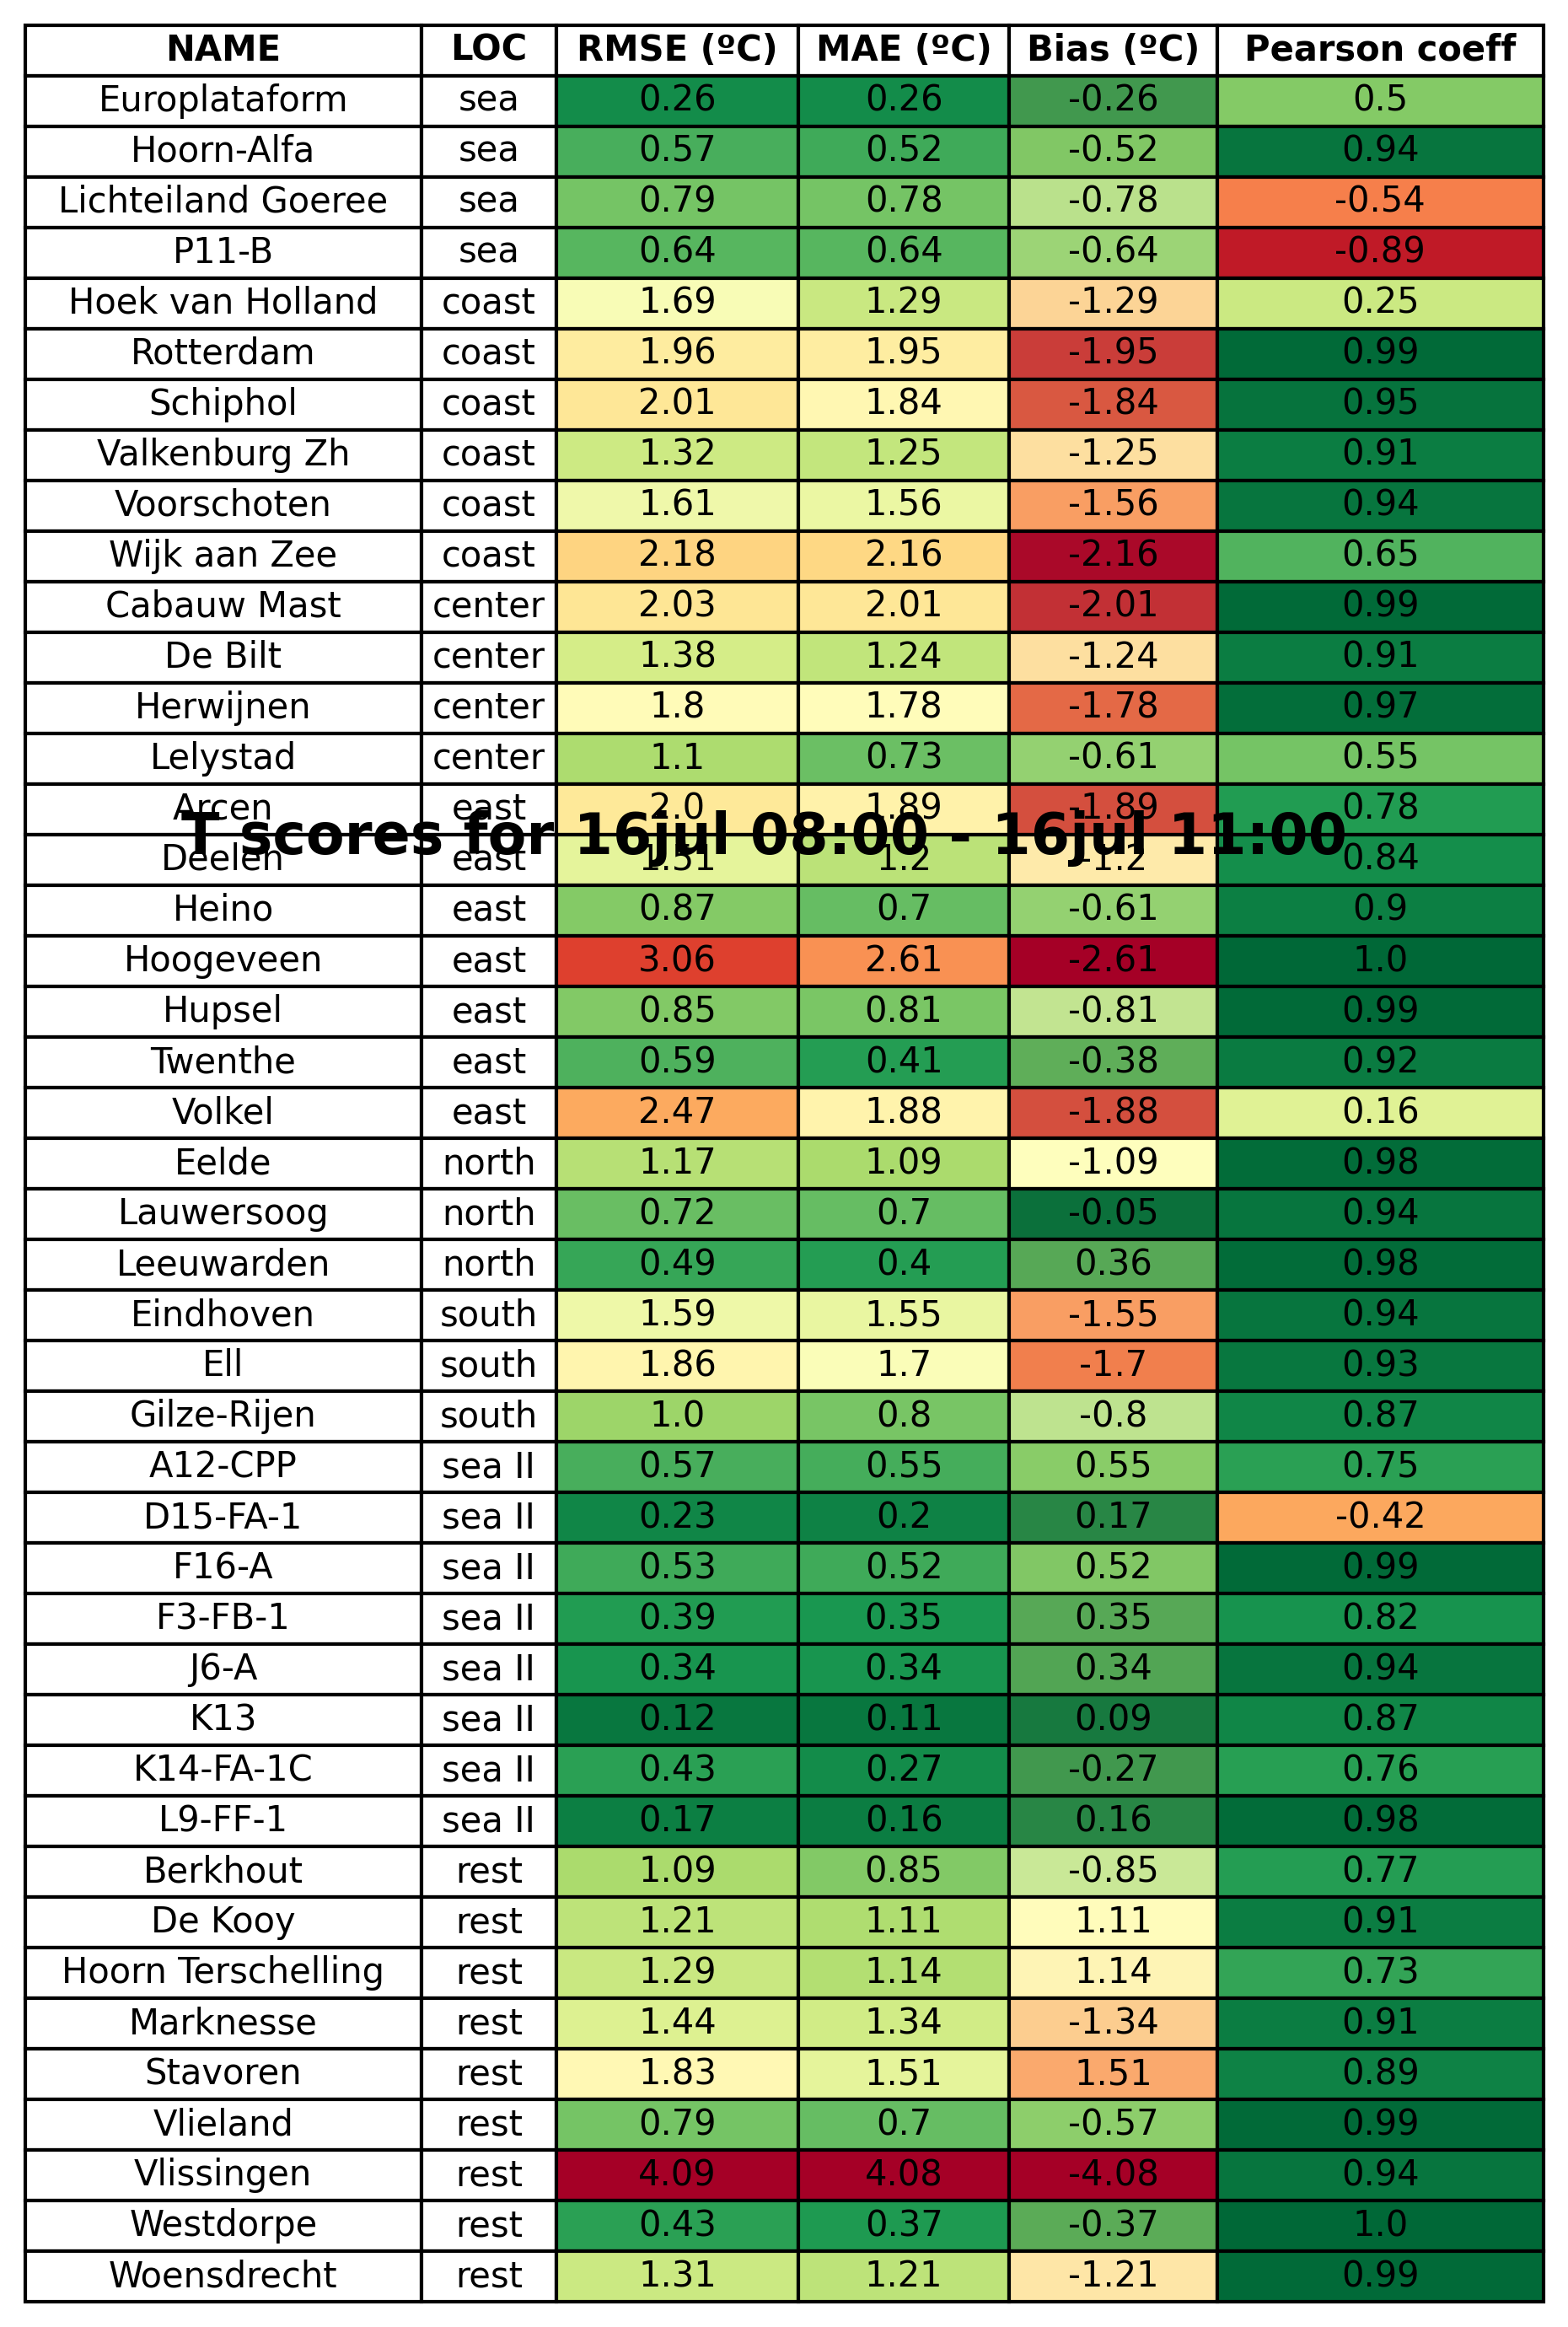 NAME LOC RMSE (ºC) MAE (ºC) Bias (ºC) Pearson coeff
Europlataform sea 0.26 0.26 -0.26 0.5
Hoorn-Alfa sea 0.57 0.52 -0.52 0.94
Lichteiland Goeree sea 0.79 0.78 -0.78 -0.54
P11-B sea 0.64 0.64 -0.64 -0.89
Hoek van Holland coast 1.69 1.29 -1.29 0.25
Rotterdam coast 1.96 1.95 -1.95 0.99
Schiphol coast 2.01 1.84 -1.84 0.95
Valkenburg Zh coast 1.32 1.25 -1.25 0.91
Voorschoten coast 1.61 1.56 -1.56 0.94
Wijk aan Zee coast 2.18 2.16 -2.16 0.65
Cabauw Mast center 2.03 2.01 -2.01 0.99
De Bilt center 1.38 1.24 -1.24 0.91
Herwijnen center 1.8 1.78 -1.78 0.97
Lelystad center 1.1 0.73 -0.61 0.55
Arcen east 2.0 1.89 -1.89 0.78
T scores for 16jul 08:00 - 16jul 11:00
Deelen east 1.51 1.2 -1.2 0.84
Heino east 0.87 0.7 -0.61 0.9
Hoogeveen east 3.06 2.61 -2.61 1.0
Hupsel east 0.85 0.81 -0.81 0.99
Twenthe east 0.59 0.41 -0.38 0.92
Volkel east 2.47 1.88 -1.88 0.16
Eelde north 1.17 1.09 -1.09 0.98
Lauwersoog north 0.72 0.7 -0.05 0.94
Leeuwarden north 0.49 0.4 0.36 0.98
Eindhoven south 1.59 1.55 -1.55 0.94
Ell south 1.86 1.7 -1.7 0.93
Gilze-Rijen south 1.0 0.8 -0.8 0.87
A12-CPP sea II 0.57 0.55 0.55 0.75
D15-FA-1 sea II 0.23 0.2 0.17 -0.42
F16-A sea II 0.53 0.52 0.52 0.99
F3-FB-1 sea II 0.39 0.35 0.35 0.82
J6-A sea II 0.34 0.34 0.34 0.94
K13 sea II 0.12 0.11 0.09 0.87
K14-FA-1C sea II 0.43 0.27 -0.27 0.76
L9-FF-1 sea II 0.17 0.16 0.16 0.98
Berkhout rest 1.09 0.85 -0.85 0.77
De Kooy rest 1.21 1.11 1.11 0.91
Hoorn Terschelling rest 1.29 1.14 1.14 0.73
Marknesse rest 1.44 1.34 -1.34 0.91
Stavoren rest 1.83 1.51 1.51 0.89
Vlieland rest 0.79 0.7 -0.57 0.99
Vlissingen rest 4.09 4.08 -4.08 0.94
Westdorpe rest 0.43 0.37 -0.37 1.0
Woensdrecht rest 1.31 1.21 -1.21 0.99